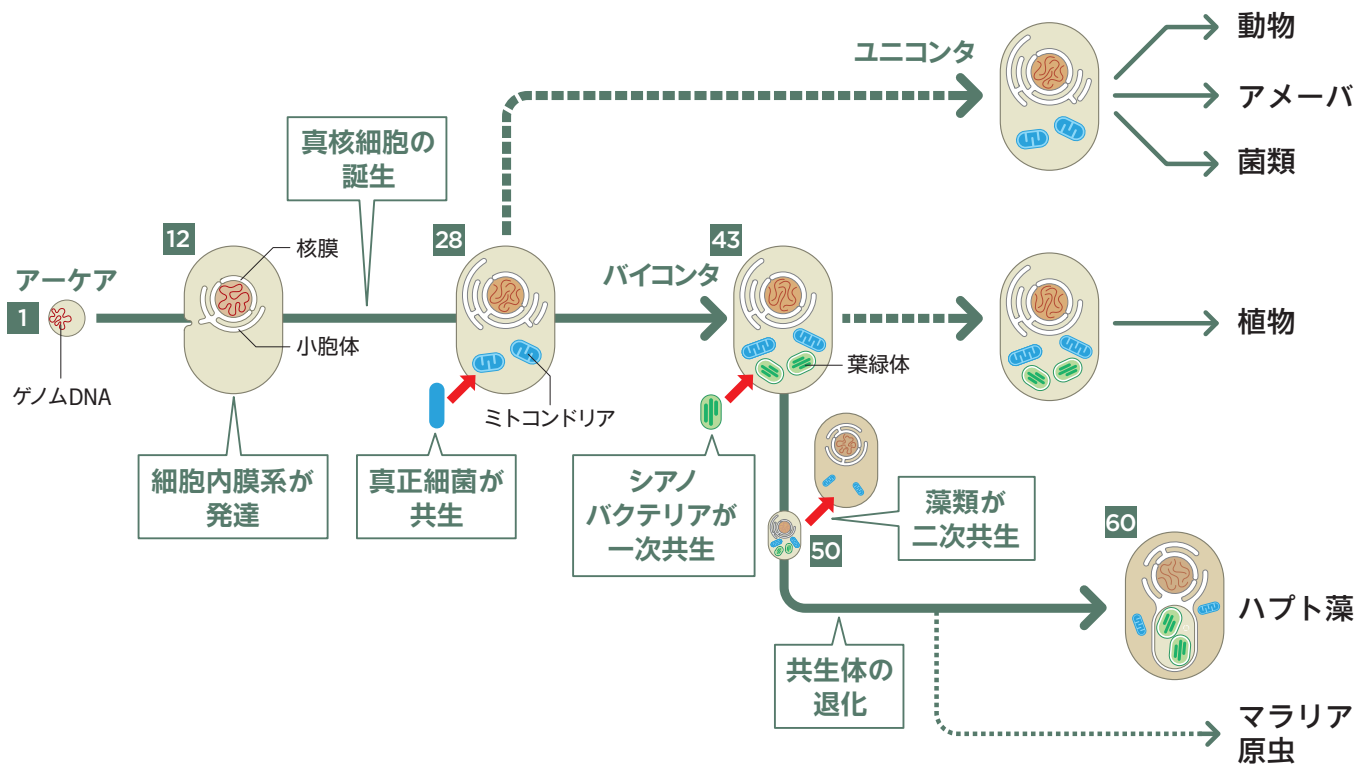 動物
ユニコンタ
アメーバ
真核細胞の
誕生
菌類
12
28
43
核膜
アーケア
バイコンタ
1
植物
小胞体
葉緑体
ゲノムDNA
ミトコンドリア
細胞内膜系が
発達
真正細菌が
共生
シアノ
バクテリアが
一次共生
藻類が
二次共生
50
60
ハプト藻
共生体の
退化
マラリア
原虫